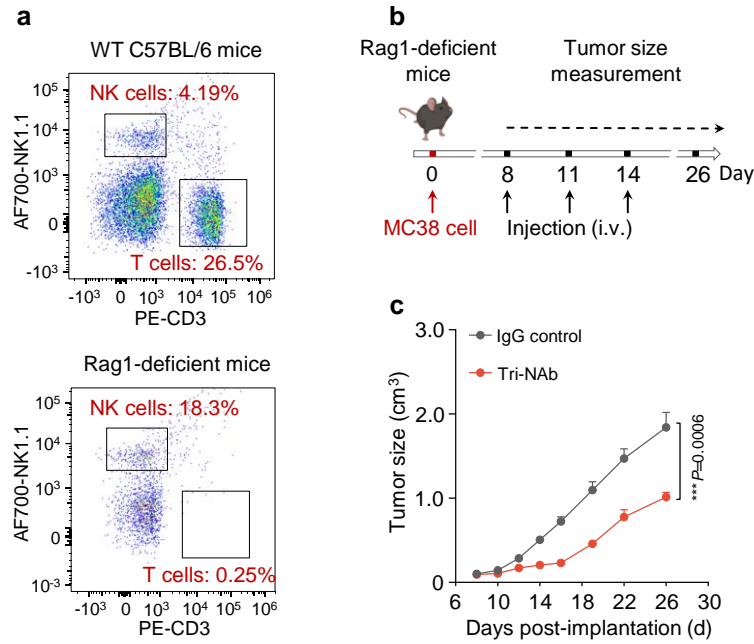 a
WT C57BL/6 mice
NK cells: 4.19%
10⁵
10⁴
10³
0
-10³
AF700-NK1.1
T cells: 26.5%
-10³ 0 10³ 10⁴ 10⁵ 10⁶
PE-CD3
Rag1-deficient mice
NK cells: 18.3%
10⁵
10⁴
10³
0
10⁻³
AF700-NK1.1
T cells: 0.25%
-10³ 0 10³ 10⁴ 10⁵ 10⁶
PE-CD3
b
Rag1-deficient
mice
Tumor size
measurement
0 8 11 14 26 Day
MC38 cell
Injection (i.v.)
c
IgG control
Tri-NAb
3.0
2.0
1.0
0
Tumor size (cm³)
*** P=0.0006
6 10 14 18 22 26 30
Days post-implantation (d)